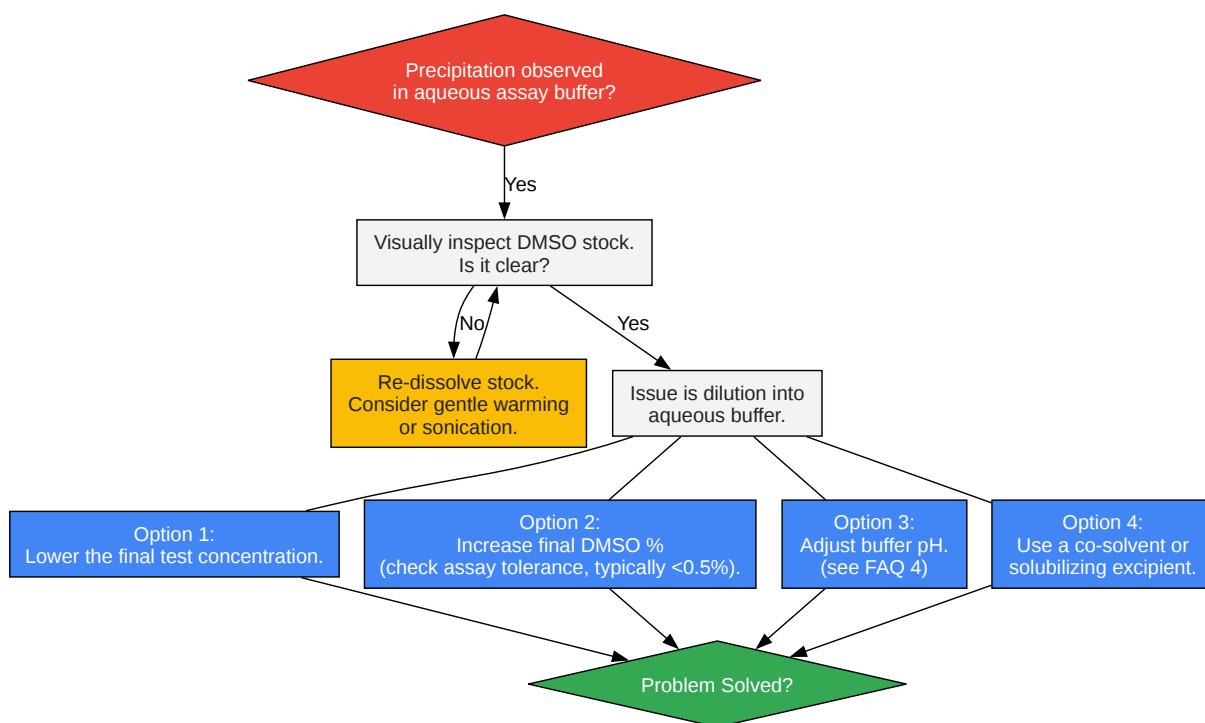 Precipitation observed
in aqueous assay buffer?
Yes
Visually inspect DMSO stock.
Is it clear?
No
Yes
Re-dissolve stock.
Consider gentle warming
or sonication.
Issue is dilution into
aqueous buffer.
Option 1:
Lower the final test concentration.
Option 2:
Increase final DMSO %
(check assay tolerance, typically <0.5%).
Option 3:
Adjust buffer pH.
(see FAQ 4)
Option 4:
Use a co-solvent or
solubilizing excipient.
Problem Solved?